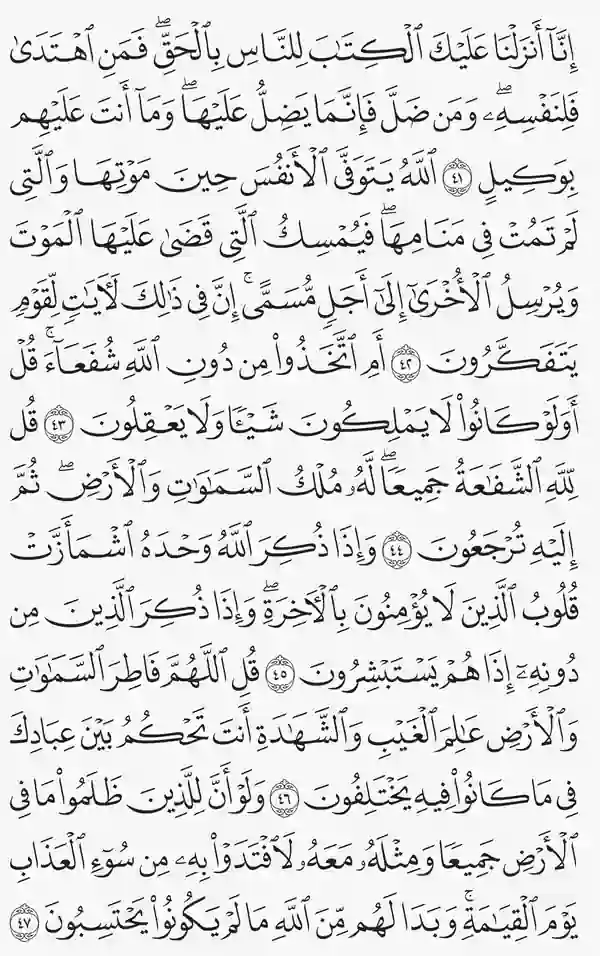 إِنَّآ أَنزَلۡنَا عَلَيۡكَ ٱلۡكِتَٰبَ لِلنَّاسِ بِٱلۡحَقِّۖ فَمَنِ ٱهۡتَدَىٰ
فَلِنَفۡسِهِۦۖ وَمَن ضَلَّ فَإِنَّمَا يَضِلُّ عَلَيۡهَاۖ وَمَآ أَنتَ عَلَيۡهِم
بِوَكِيلٍ ٤١ ٱللَّهُ يَتَوَفَّى ٱلۡأَنفُسَ حِينَ مَوۡتِهَا وَٱلَّتِي
لَمۡ تَمُتۡ فِي مَنَامِهَاۖ فَيُمۡسِكُ ٱلَّتِي قَضَىٰ عَلَيۡهَا ٱلۡمَوۡتَ
وَيُرۡسِلُ ٱلۡأُخۡرَىٰٓ إِلَىٰٓ أَجَلٖ مُّسَمًّىۚ إِنَّ فِي ذَٰلِكَ لَأٓيَٰتٖ لِّقَوۡمٖ
يَتَفَكَّرُونَ ٤٢ أَمِ ٱتَّخَذُواْ مِن دُونِ ٱللَّهِ شُفَعَآءَۚ قُلۡ
أَوَلَوۡ كَانُواْ لَا يَمۡلِكُونَ شَيۡـٔٗا وَلَا يَعۡقِلُونَ ٤٣ قُل
لِّلَّهِ ٱلشَّفَٰعَةُ جَمِيعٗاۖ لَّهُۥ مُلۡكُ ٱلسَّمَٰوَٰتِ وَٱلۡأَرۡضِۖ ثُمَّ
إِلَيۡهِ تُرۡجَعُونَ ٤٤ وَإِذَا ذُكِرَ ٱللَّهُ وَحۡدَهُ ٱشۡمَأَزَّتۡ
قُلُوبُ ٱلَّذِينَ لَا يُؤۡمِنُونَ بِٱلۡأٓخِرَةِۖ وَإِذَا ذُكِرَ ٱلَّذِينَ مِن
دُونِهِۦٓ إِذَا هُمۡ يَسۡتَبۡشِرُونَ ٤٥ قُلِ ٱللَّهُمَّ فَاطِرَ ٱلسَّمَٰوَٰتِ
وَٱلۡأَرۡضِ عَٰلِمَ ٱلۡغَيۡبِ وَٱلشَّهَٰدَةِ أَنتَ تَحۡكُمُ بَيۡنَ عِبَادِكَ
فِي مَا كَانُواْ فِيهِ يَخۡتَلِفُونَ ٤٦ وَلَوۡ أَنَّ لِلَّذِينَ ظَلَمُواْ مَا فِي
ٱلۡأَرۡضِ جَمِيعٗا وَمِثۡلَهُۥ مَعَهُۥ لَٱفۡتَدَوۡاْ بِهِۦ مِن سُوٓءِ ٱلۡعَذَابِ
يَوۡمَ ٱلۡقِيَٰمَةِۚ وَبَدَا لَهُم مِّنَ ٱللَّهِ مَا لَمۡ يَكُونُواْ يَحۡتَسِبُونَ ٤٧